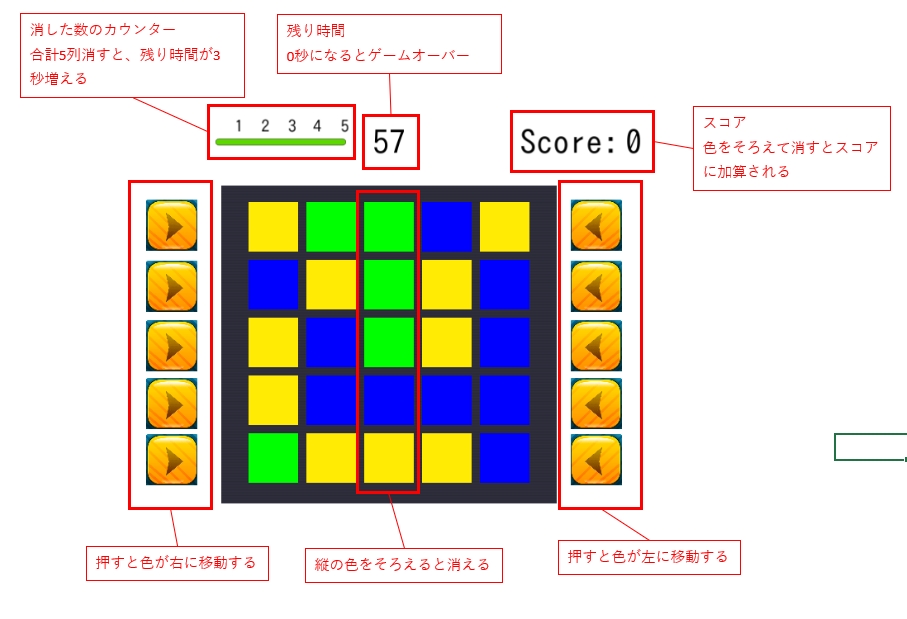 消した数のカウンター
合計5列消すと、残り時間が3
秒増える
残り時間
0秒になるとゲームオーバー
1 2 3 4 5
57
Score: 0
スコア
色をそろえて消すとスコア
に加算される
押すと色が右に移動する
縦の色をそろえると消える
押すと色が左に移動する